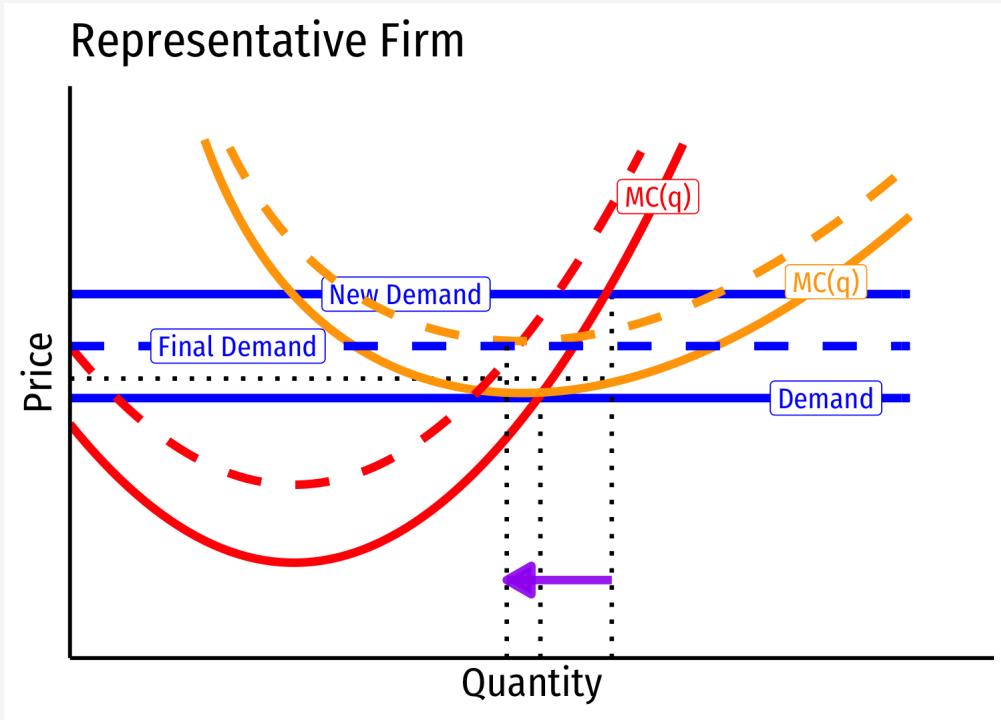 Representative Firm
MC(q)
MC(q)
New Demand
Final Demand
Demand
Price
Quantity